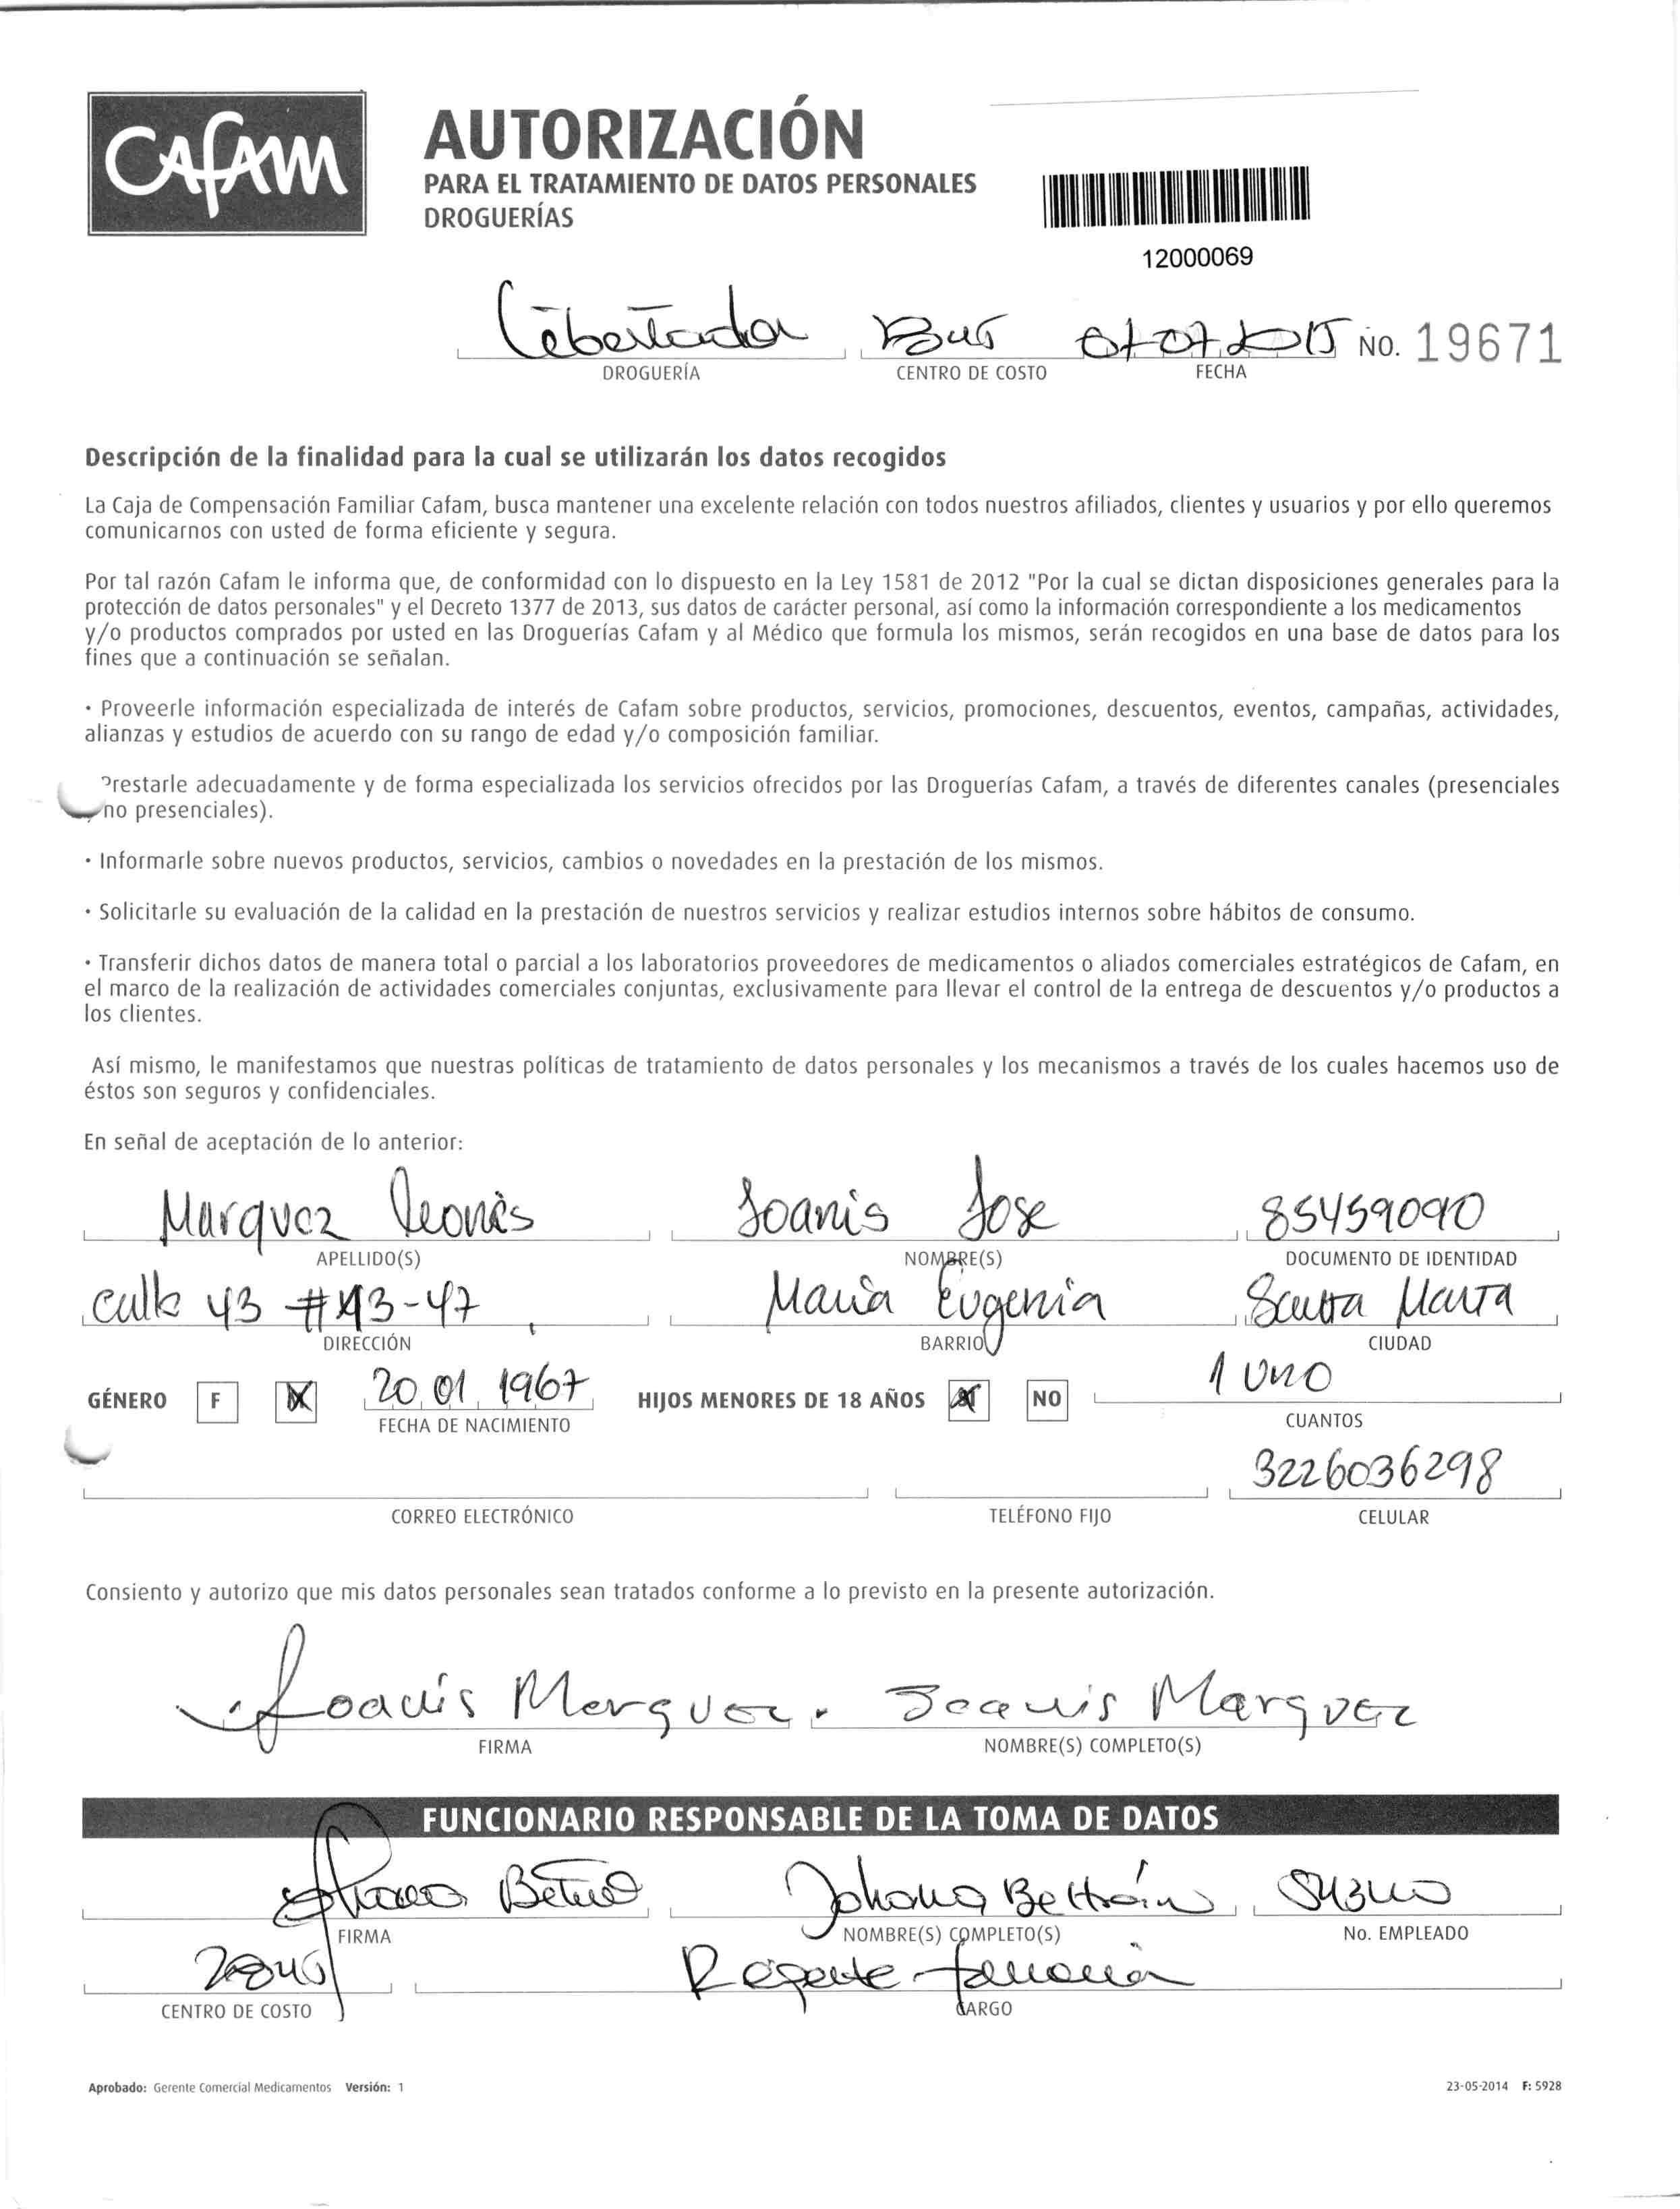 CAFAM
AUTORIZACIÓN
PARA EL TRATAMIENTO DE DATOS PERSONALES
DROGUERÍAS
12000069
Libertador 01-07-2015 NO. 19671
DROGUERÍA CENTRO DE COSTO FECHA
Descripción de la finalidad para la cual se utilizarán los datos recogidos
La Caja de Compensación Familiar Cafam, busca mantener una excelente relación con todos nuestros afiliados, clientes y usuarios y por ello queremos
comunicarnos con usted de forma eficiente y segura.
Por tal razón Cafam le informa que, de conformidad con lo dispuesto en la Ley 1581 de 2012 "Por la cual se dictan disposiciones generales para la
protección de datos personales" y el Decreto 1377 de 2013, sus datos de carácter personal, así como la información correspondiente a los medicamentos
y/o productos comprados por usted en las Droguerías Cafam y al Médico que formula los mismos, serán recogidos en una base de datos para los
fines que a continuación se señalan.
· Proveerle información especializada de interés de Cafam sobre productos, servicios, promociones, descuentos, eventos, campañas, actividades,
alianzas y estudios de acuerdo con su rango de edad y/o composición familiar.
Prestarle adecuadamente y de forma especializada los servicios ofrecidos por las Droguerías Cafam, a través de diferentes canales (presenciales
y no presenciales).
· Informarle sobre nuevos productos, servicios, cambios o novedades en la prestación de los mismos.
· Solicitarle su evaluación de la calidad en la prestación de nuestros servicios y realizar estudios internos sobre hábitos de consumo.
· Transferir dichos datos de manera total o parcial a los laboratorios proveedores de medicamentos o aliados comerciales estratégicos de Cafam, en
el marco de la realización de actividades comerciales conjuntas, exclusivamente para llevar el control de la entrega de descuentos y/o productos a
los clientes.
Así mismo, le manifestamos que nuestras políticas de tratamiento de datos personales y los mecanismos a través de los cuales hacemos uso de
éstos son seguros y confidenciales.
En señal de aceptación de lo anterior:
Marquez Leones Joanis Jose 85459090
APELLIDO(S) NOMBRE(S) DOCUMENTO DE IDENTIDAD
calle 43 #43-47 Maria Eugenia Santa Marta
DIRECCIÓN BARRIO CIUDAD
GÉNERO F 20 01 1967 HIJOS MENORES DE 18 AÑOS NO 1 uno
FECHA DE NACIMIENTO CUANTOS
3226036298
CORREO ELECTRÓNICO TELÉFONO FIJO CELULAR
Consiento y autorizo que mis datos personales sean tratados conforme a lo previsto en la presente autorización.
Joanis Marquez. Joanis Marquez
FIRMA NOMBRE(S) COMPLETO(S)
FUNCIONARIO RESPONSABLE DE LA TOMA DE DATOS
Johana Beltrán
FIRMA NOMBRE(S) COMPLETO(S) No. EMPLEADO
Regente farmacia
CENTRO DE COSTO CARGO
Aprobado: Gerente Comercial Medicamentos Versión: 1 23-05-2014 F: 5928